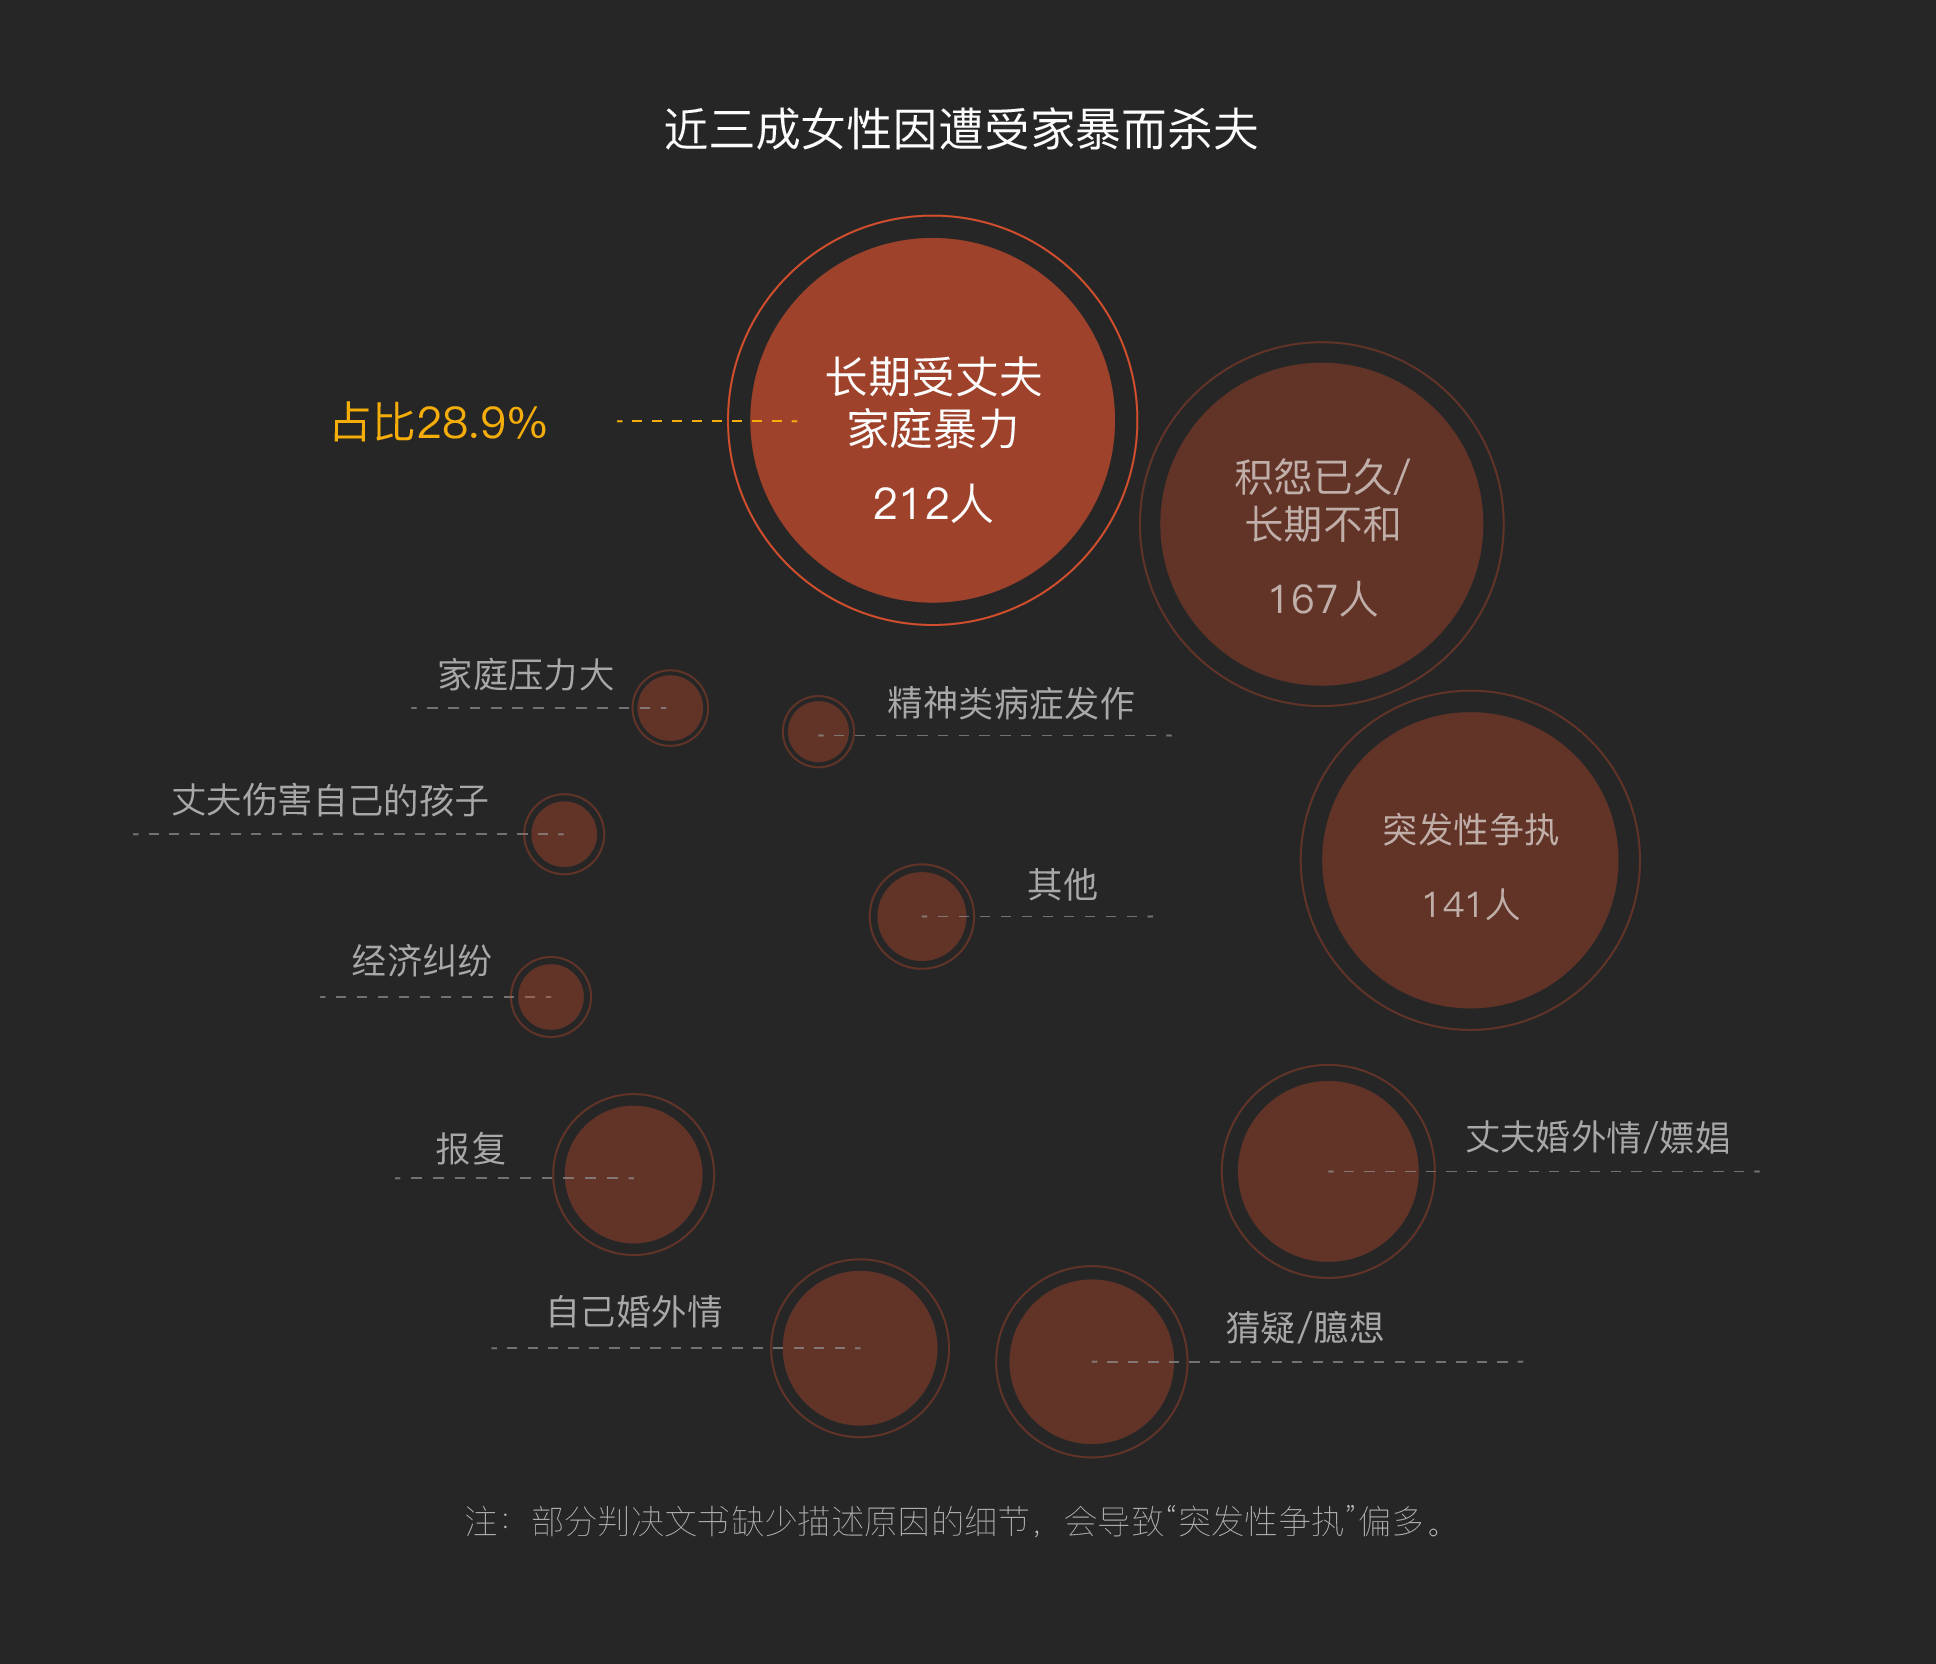 近三成女性因遭受家暴而杀夫
长期受丈夫
家庭暴力
212人
占比28.9%
积怨已久/
长期不和
167人
家庭压力大
精神类病症发作
丈夫伤害自己的孩子
突发性争执
141人
其他
经济纠纷
报复
丈夫婚外情/嫖娼
自己婚外情
猜疑/臆想
注：部分判决文书缺少描述原因的细节，会导致“突发性争执”偏多。